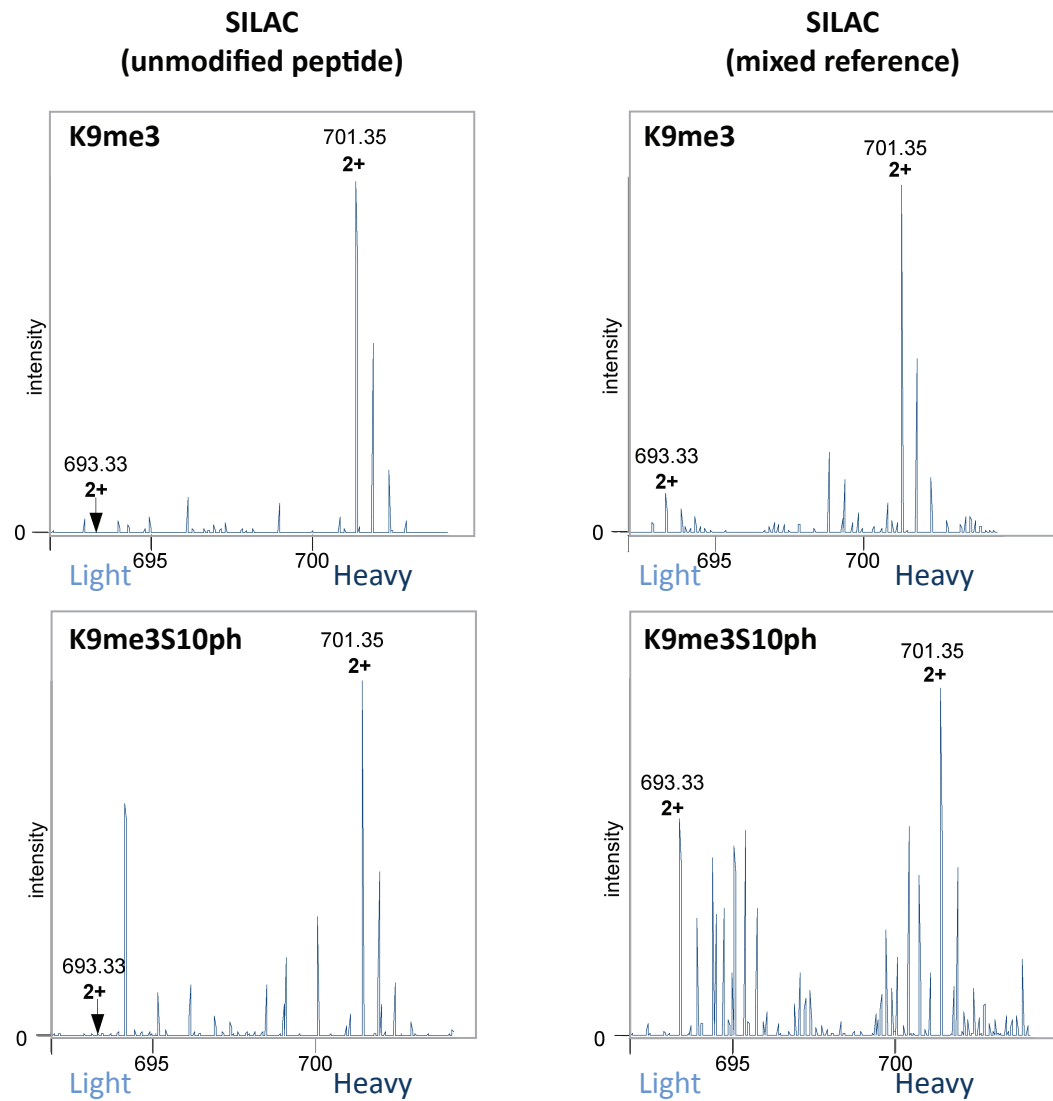 SILAC
(unmodified peptide)
SILAC
(mixed reference)
K9me3
701.35
2+
693.33
2+
intensity
0
695
700
Light
Heavy
K9me3
701.35
2+
693.33
2+
intensity
0
695
700
Light
Heavy
K9me3S10ph
701.35
2+
693.33
2+
intensity
0
695
700
Light
Heavy
K9me3S10ph
701.35
2+
693.33
2+
intensity
0
695
700
Light
Heavy